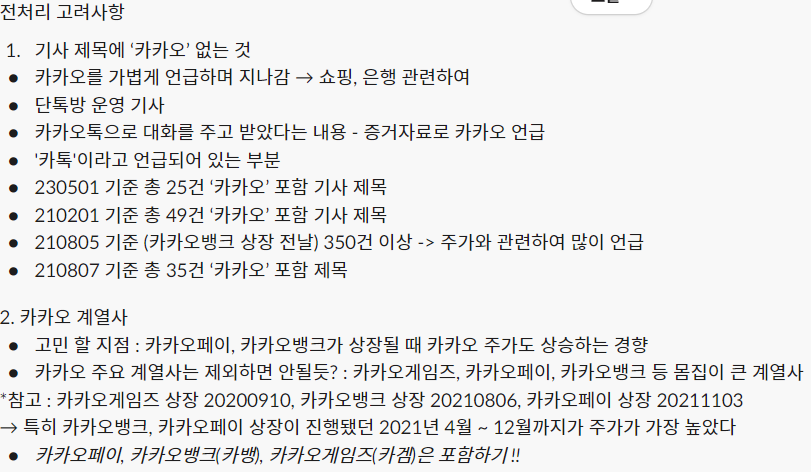 전처리 고려사항
1. 기사 제목에 ‘카카오’ 없는 것
● 카카오를 가볍게 언급하며 지나감 → 쇼핑, 은행 관련하여
● 단톡방 운영 기사
● 카카오톡으로 대화를 주고 받았다는 내용 - 증거자료로 카카오 언급
● '카톡'이라고 언급되어 있는 부분
● 230501 기준 총 25건 ‘카카오’ 포함 기사 제목
● 210201 기준 총 49건 ‘카카오’ 포함 기사 제목
● 210805 기준 (카카오뱅크 상장 전날) 350건 이상 -> 주가와 관련하여 많이 언급
● 210807 기준 총 35건 ‘카카오’ 포함 제목
2. 카카오 계열사
● 고민 할 지점 : 카카오페이, 카카오뱅크가 상장될 때 카카오 주가도 상승하는 경향
● 카카오 주요 계열사는 제외하면 안될듯? : 카카오게임즈, 카카오페이, 카카오뱅크 등 몸집이 큰 계열사
*참고 : 카카오게임즈 상장 20200910, 카카오뱅크 상장 20210806, 카카오페이 상장 20211103
→ 특히 카카오뱅크, 카카오페이 상장이 진행됐던 2021년 4월 ~ 12월까지가 주가가 가장 높았다
● 카카오페이, 카카오뱅크(카뱅), 카카오게임즈(카겜)은 포함하기 !!